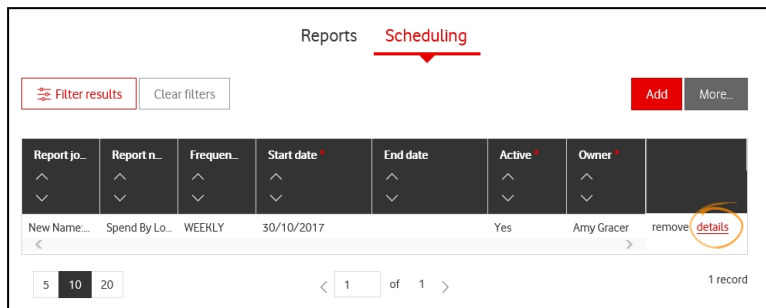 Reports Scheduling
Filter results Clear filters Add More...
Report jo... Report n... Frequen... Start date * End date Active * Owner *
New Name:... Spend By Lo... WEEKLY 30/10/2017 Yes Amy Gracer remove details
5 10 20 < 1 of 1 > 1 record